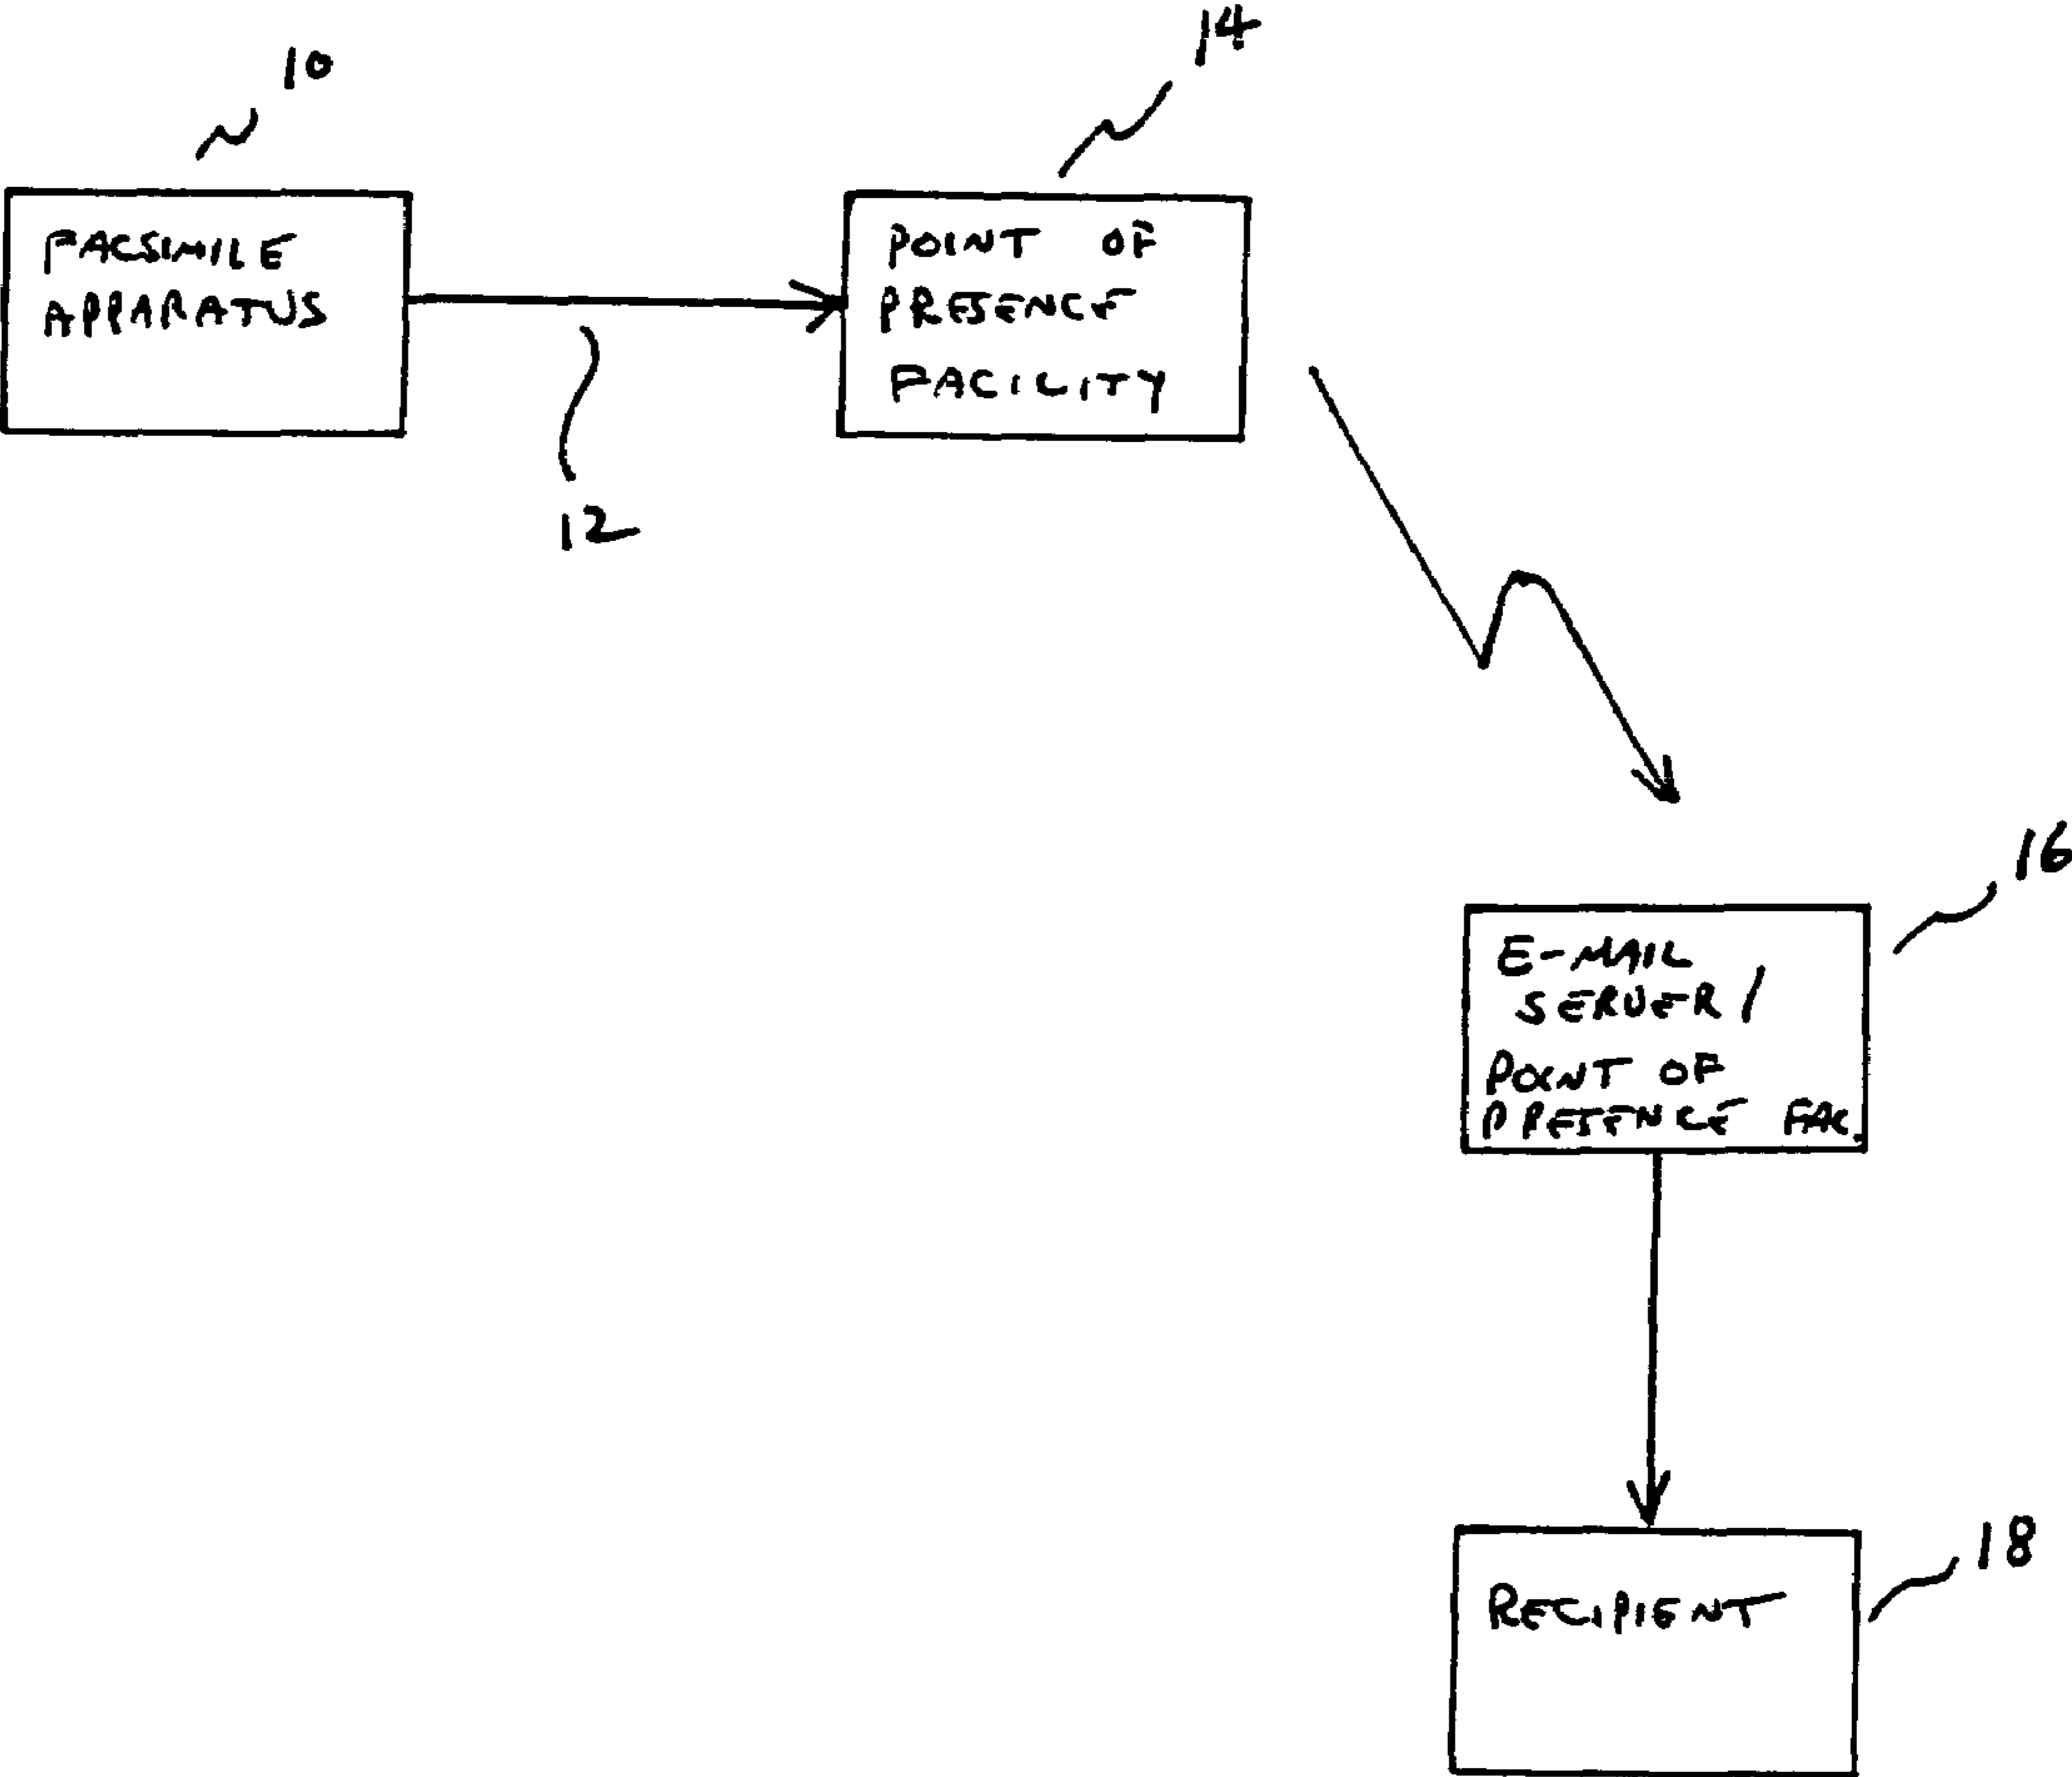 10
FACSIMILE
APPARATUS
12
14
POINT OF
PRESENCE
FACILITY
16
E-MAIL
SERVER/
POINT OF
PRESENCE FAC.
18
RECIPIENT